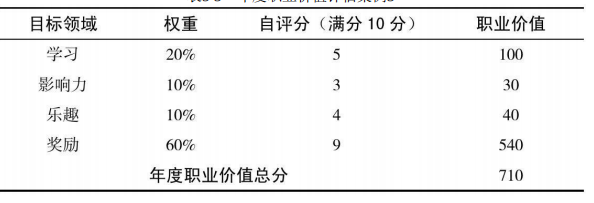 目标领域 权重 自评分（满分10分） 职业价值
学习 20% 5 100
影响力 10% 3 30
乐趣 10% 4 40
奖励 60% 9 540
年度职业价值总分 710